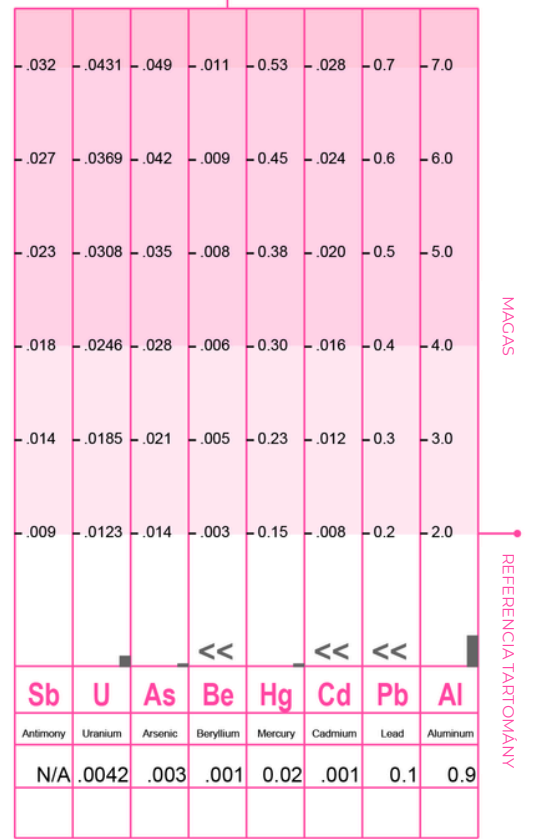 .032 .0431 .049 .011 0.53 .028 0.7 7.0
.027 .0369 .042 .009 0.45 .024 0.6 6.0
.023 .0308 .035 .008 0.38 .020 0.5 5.0
.018 .0246 .028 .006 0.30 .016 0.4 4.0
.014 .0185 .021 .005 0.23 .012 0.3 3.0
.009 .0123 .014 .003 0.15 .008 0.2 2.0
<< << <<
Sb U As Be Hg Cd Pb Al
Antimony Uranium Arsenic Beryllium Mercury Cadmium Lead Aluminum
N/A .0042 .003 .001 0.02 .001 0.1 0.9
MAGAS
REFERENCIA TARTOMÁNY